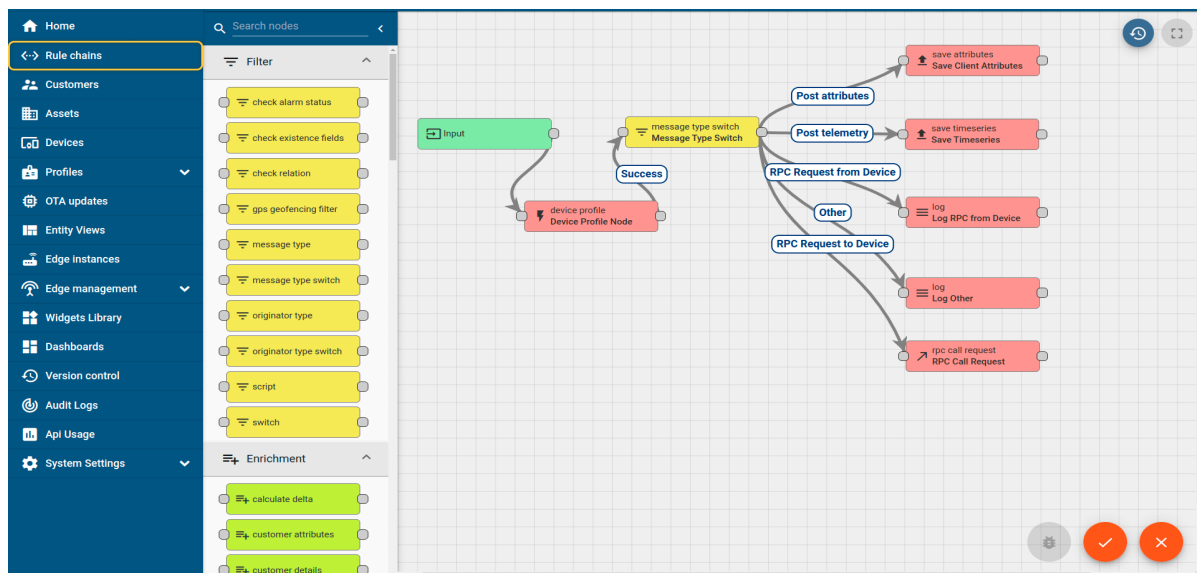 Home
Rule chains
Customers
Assets
Devices
Profiles
OTA updates
Entity Views
Edge instances
Edge management
Widgets Library
Dashboards
Version control
Audit Logs
Api Usage
System Settings
Search nodes
Filter
check alarm status
check existence fields
check relation
gps geofencing filter
message type
message type switch
originator type
originator type switch
script
switch
Enrichment
calculate delta
customer attributes
customer details
Input
device profile
Device Profile Node
Success
message type switch
Message Type Switch
Post attributes
Post telemetry
RPC Request from Device
Other
RPC Request to Device
save attributes
Save Client Attributes
save timeseries
Save Timeseries
log
Log RPC from Device
log
Log Other
rpc call request
RPC Call Request